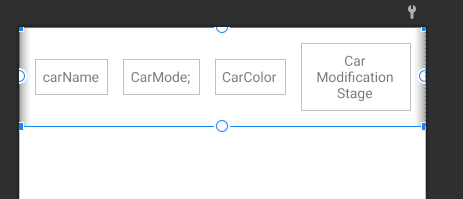 carName
CarMode;
CarColor
Car
Modification
Stage